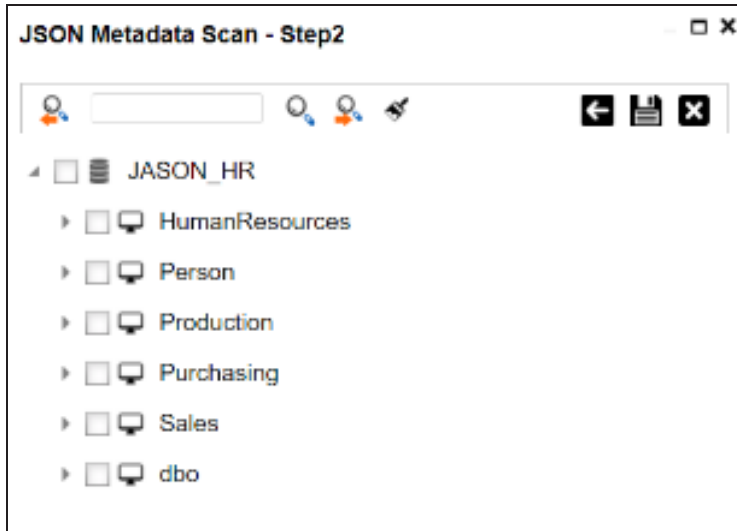 JSON Metadata Scan - Step2
JASON_HR
HumanResources
Person
Production
Purchasing
Sales
dbo